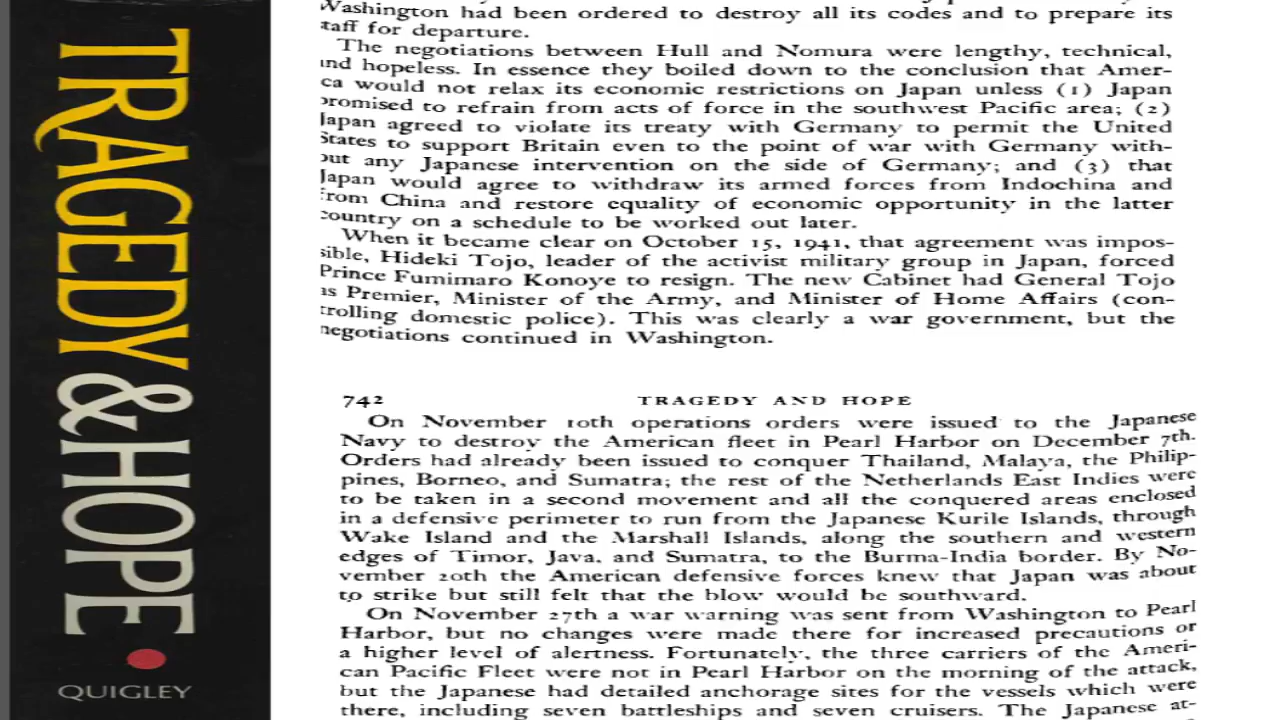 TRAGEDY & HOPE
QUIGLEY
Washington had been ordered to destroy all its codes and to prepare its
staff for departure.
The negotiations between Hull and Nomura were lengthy, technical,
and hopeless. In essence they boiled down to the conclusion that Amer-
ica would not relax its economic restrictions on Japan unless (1) Japan
promised to refrain from acts of force in the southwest Pacific area; (2)
Japan agreed to violate its treaty with Germany to permit the United
States to support Britain even to the point of war with Germany with-
out any Japanese intervention on the side of Germany; and (3) that
Japan would agree to withdraw its armed forces from Indochina and
from China and restore equality of economic opportunity in the latter
country on a schedule to be worked out later.
When it became clear on October 15, 1941, that agreement was impos-
sible, Hideki Tojo, leader of the activist military group in Japan, forced
Prince Fumimaro Konoye to resign. The new Cabinet had General Tojo
as Premier, Minister of the Army, and Minister of Home Affairs (con-
trolling domestic police). This was clearly a war government, but the
negotiations continued in Washington.
742 TRAGEDY AND HOPE
On November 10th operations orders were issued to the Japanese
Navy to destroy the American fleet in Pearl Harbor on December 7th.
Orders had already been issued to conquer Thailand, Malaya, the Philip-
pines, Borneo, and Sumatra; the rest of the Netherlands East Indies were
to be taken in a second movement and all the conquered areas enclosed
in a defensive perimeter to run from the Japanese Kurile Islands, through
Wake Island and the Marshall Islands, along the southern and western
edges of Timor, Java, and Sumatra, to the Burma-India border. By No-
vember 20th the American defensive forces knew that Japan was about
to strike but still felt that the blow would be southward.
On November 27th a war warning was sent from Washington to Pearl
Harbor, but no changes were made there for increased precautions or
a higher level of alertness. Fortunately, the three carriers of the Ameri-
can Pacific Fleet were not in Pearl Harbor on the morning of the attack,
but the Japanese had detailed anchorage sites for the vessels which were
there, including seven battleships and seven cruisers. The Japanese at-